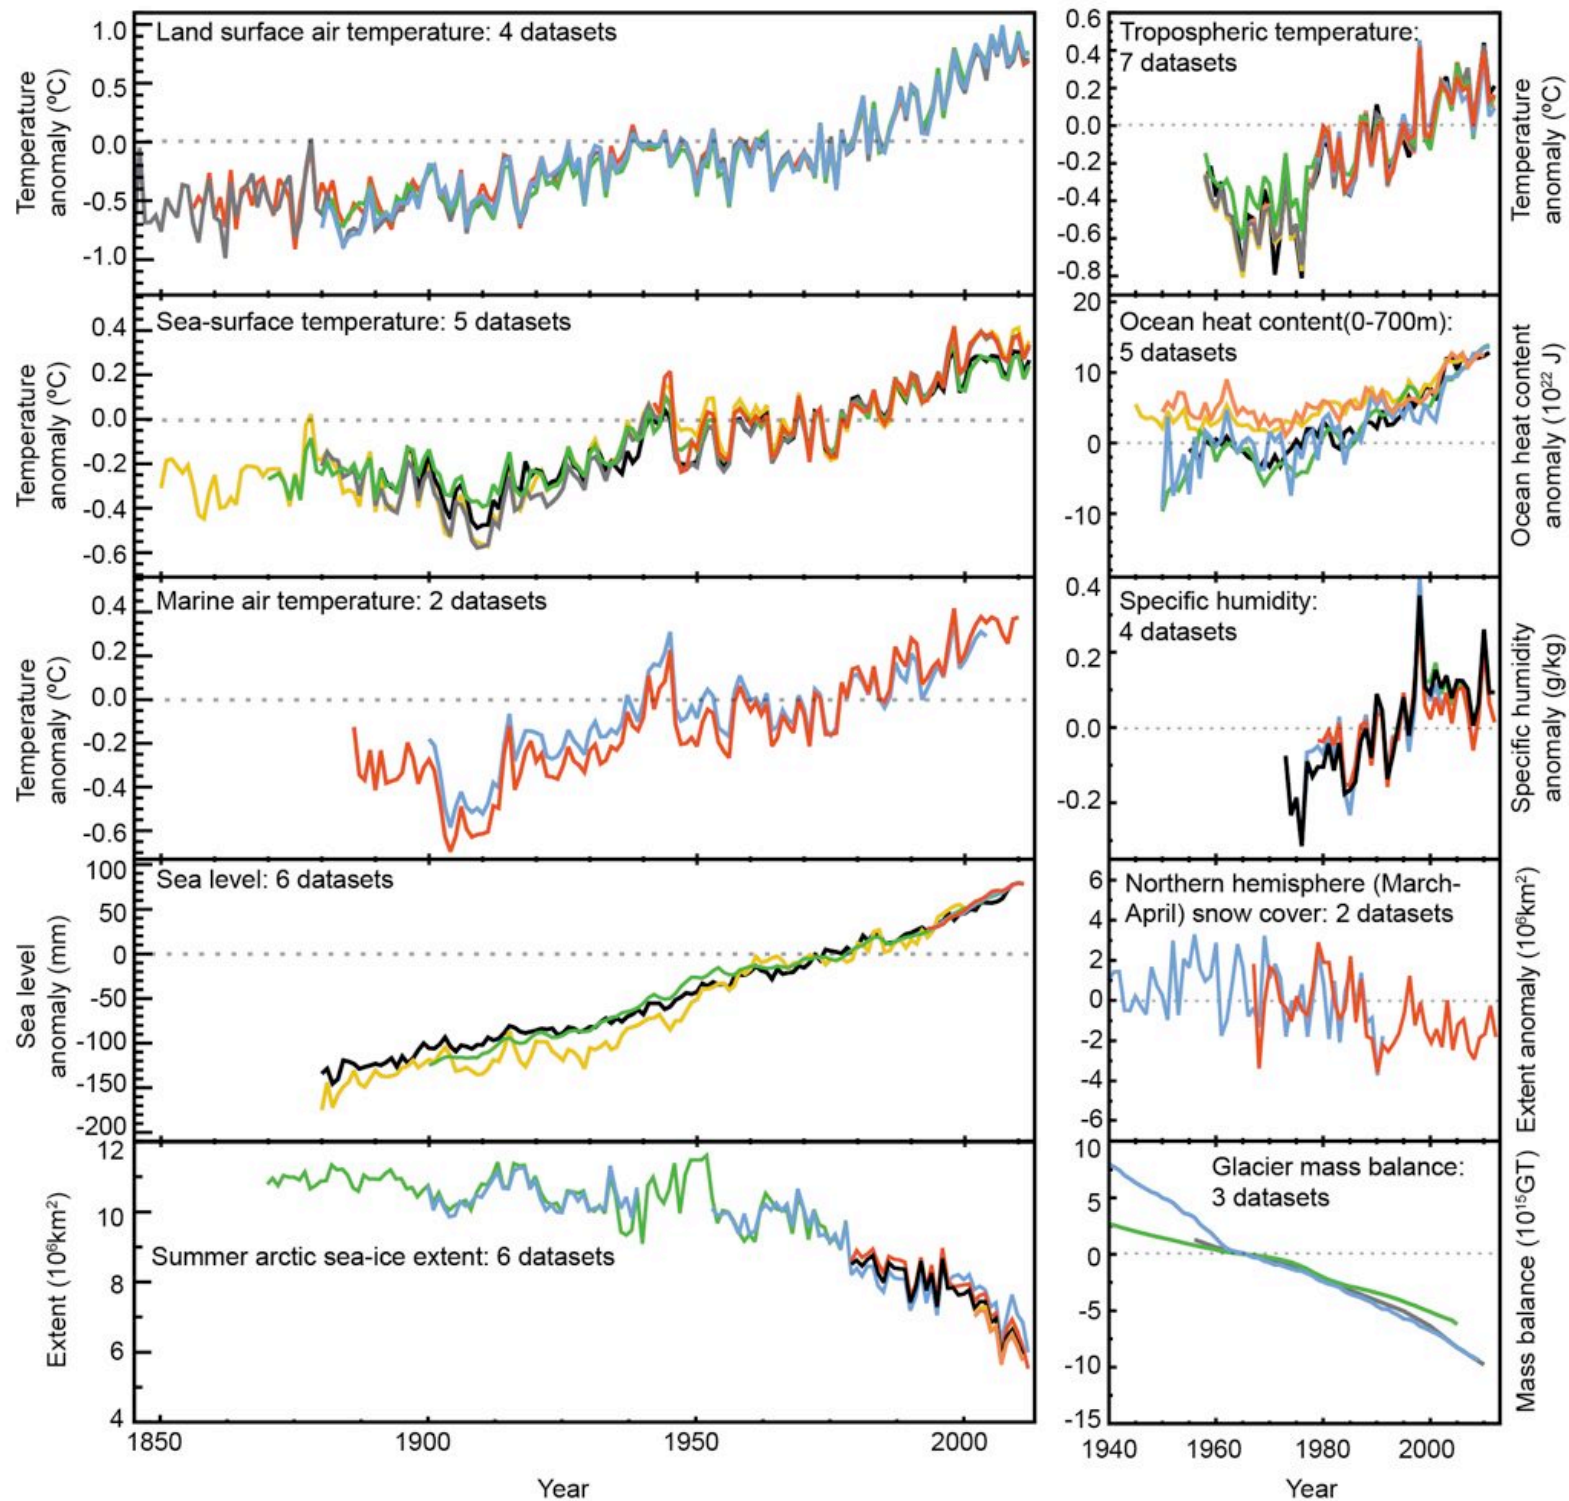 Land surface air temperature: 4 datasets
Temperature
anomaly (ºC)
1.0
0.5
0.0
-0.5
-1.0
Sea-surface temperature: 5 datasets
Temperature
anomaly (ºC)
0.4
0.2
0.0
-0.2
-0.4
-0.6
Marine air temperature: 2 datasets
Temperature
anomaly (ºC)
0.4
0.2
0.0
-0.2
-0.4
-0.6
Sea level: 6 datasets
Sea level
anomaly (mm)
100
50
0
-50
-100
-150
-200
Summer arctic sea-ice extent: 6 datasets
Extent (10⁶km²)
12
10
8
6
4
1850
1900
1950
2000
Year
Tropospheric temperature:
7 datasets
0.6
0.4
0.2
0.0
-0.2
-0.4
-0.6
-0.8
Temperature
anomaly (ºC)
Ocean heat content(0-700m):
5 datasets
20
10
0
-10
Ocean heat content
anomaly (10²² J)
Specific humidity:
4 datasets
0.4
0.2
0.0
-0.2
Specific humidity
anomaly (g/kg)
Northern hemisphere (March-
April) snow cover: 2 datasets
6
4
2
0
-2
-4
-6
Extent anomaly (10⁶km²)
Glacier mass balance:
3 datasets
10
5
0
-5
-10
-15
Mass balance (10¹⁵GT)
1940
1960
1980
2000
Year